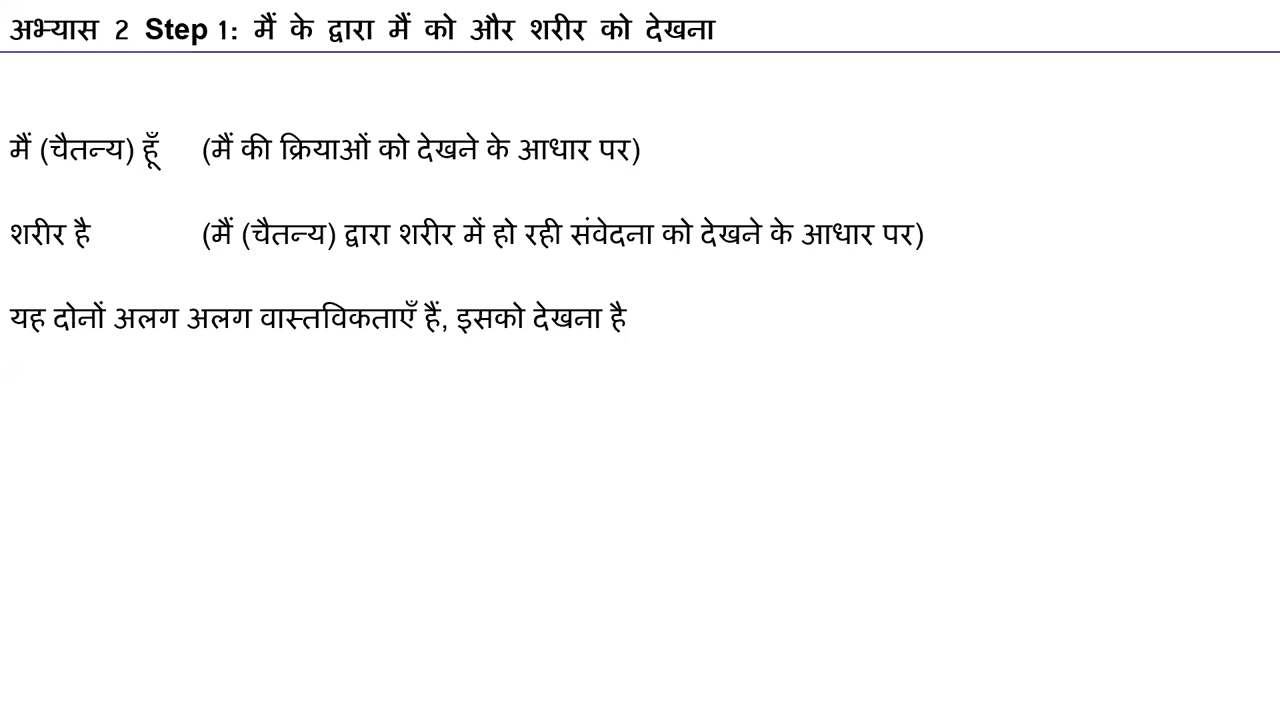 अभ्यास 2 Step 1: मैं के द्वारा मैं को और शरीर को देखना
मैं (चैतन्य) हूँ (मैं की क्रियाओं को देखने के आधार पर)
शरीर है (मैं (चैतन्य) द्वारा शरीर में हो रही संवेदना को देखने के आधार पर)
यह दोनों अलग अलग वास्तविकताएँ हैं, इसको देखना है